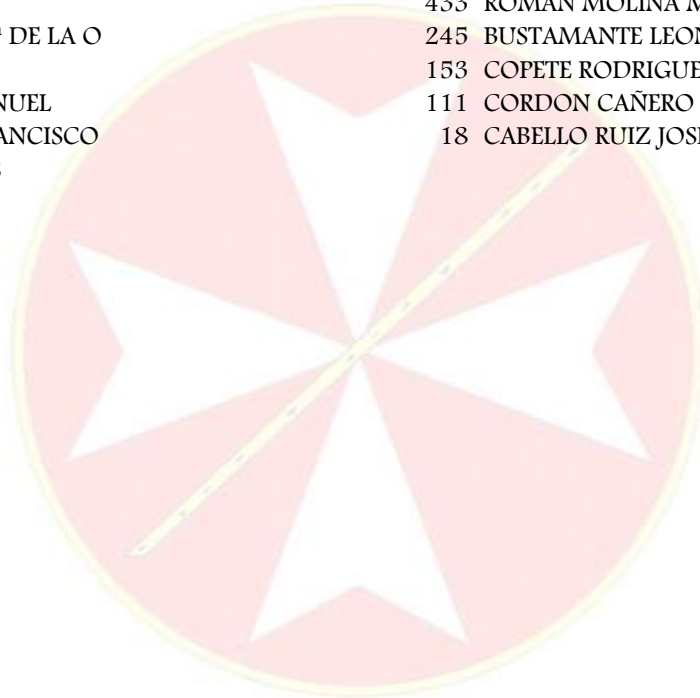 433 ROMAN MOLINA M
ª DE LA O
245 BUSTAMANTE LEON
153 COPETE RODRIGUE
NUEL
111 CORDON CAÑERO
ANCISCO
18 CABELLO RUIZ JOS